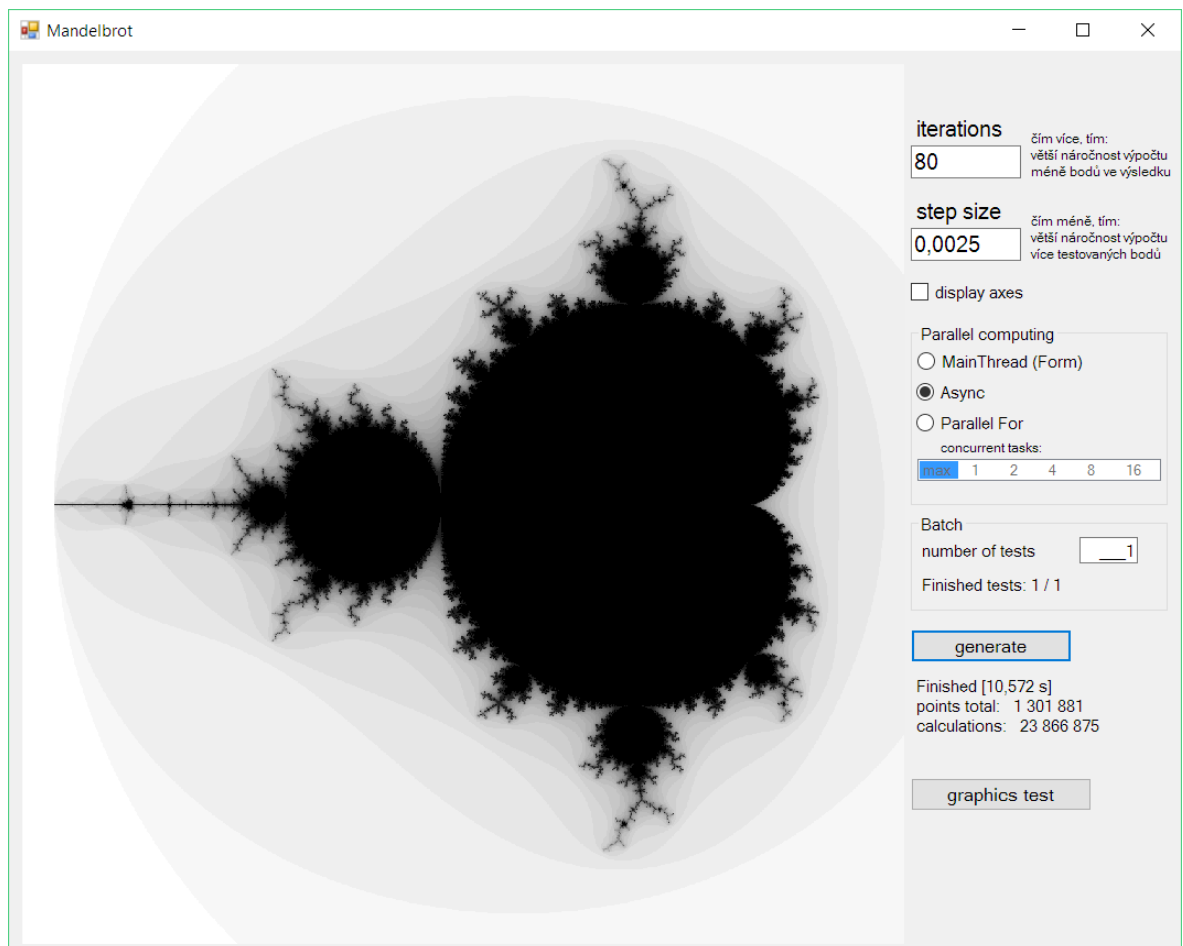 Mandelbrot
iterations
80
čím více, tím:
větší náročnost výpočtu
méně bodů ve výsledku
step size
0,0025
čím méně, tím:
větší náročnost výpočtu
více testovaných bodů
display axes
Parallel computing
MainThread (Form)
Async
Parallel For
concurrent tasks:
max 1 2 4 8 16
Batch
number of tests ___1
Finished tests: 1 / 1
generate
Finished [10,572 s]
points total: 1 301 881
calculations: 23 866 875
graphics test